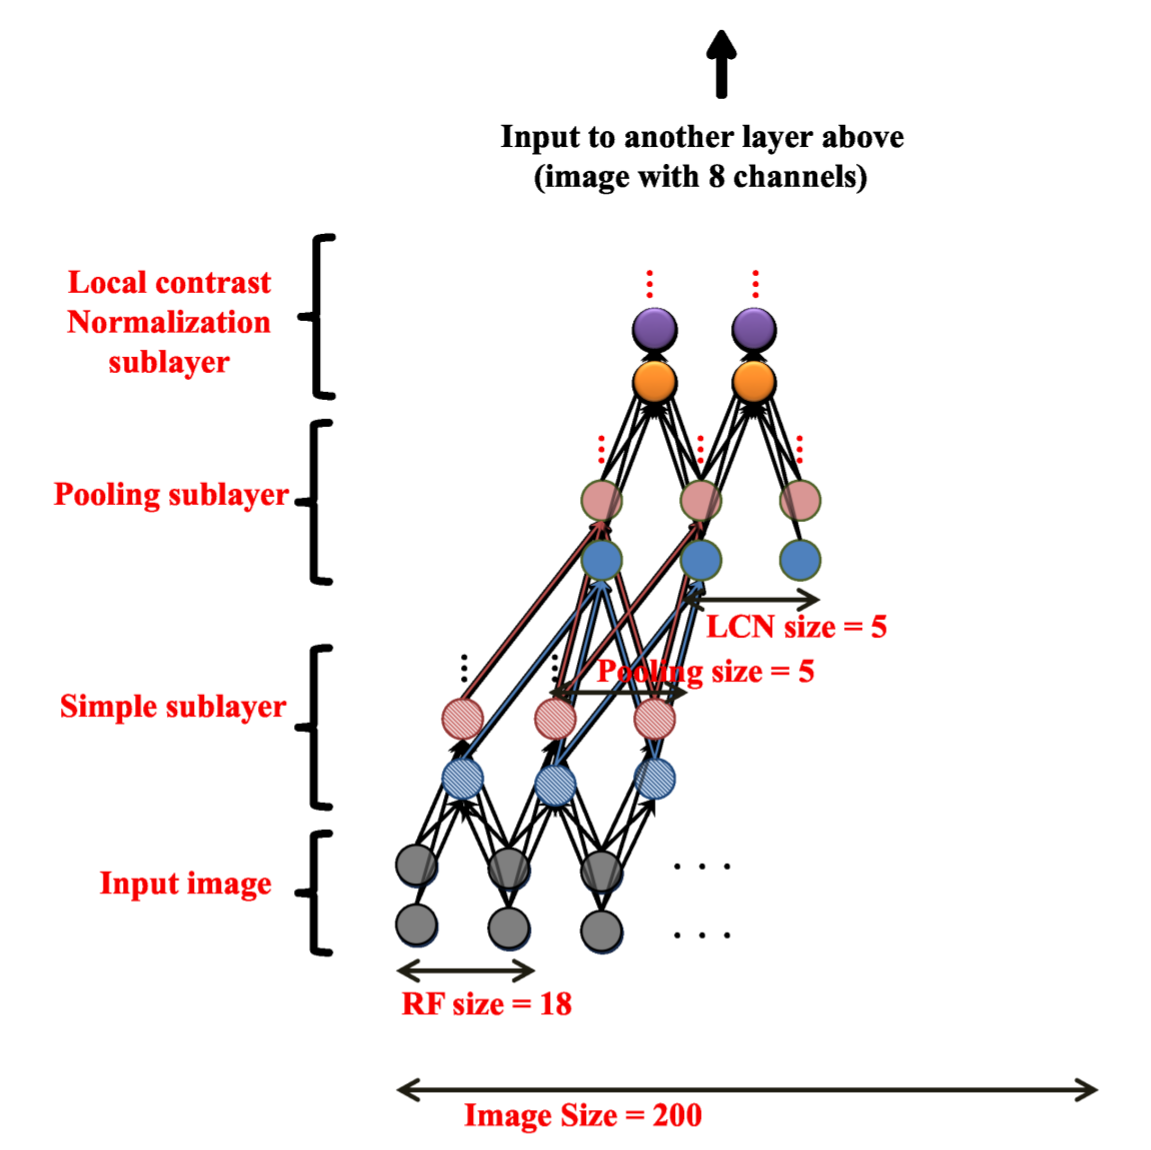 Input to another layer above
(image with 8 channels)
Local contrast
Normalization
sublayer
Pooling sublayer
LCN size = 5
Pooling size = 5
Simple sublayer
Input image
RF size = 18
Image Size = 200